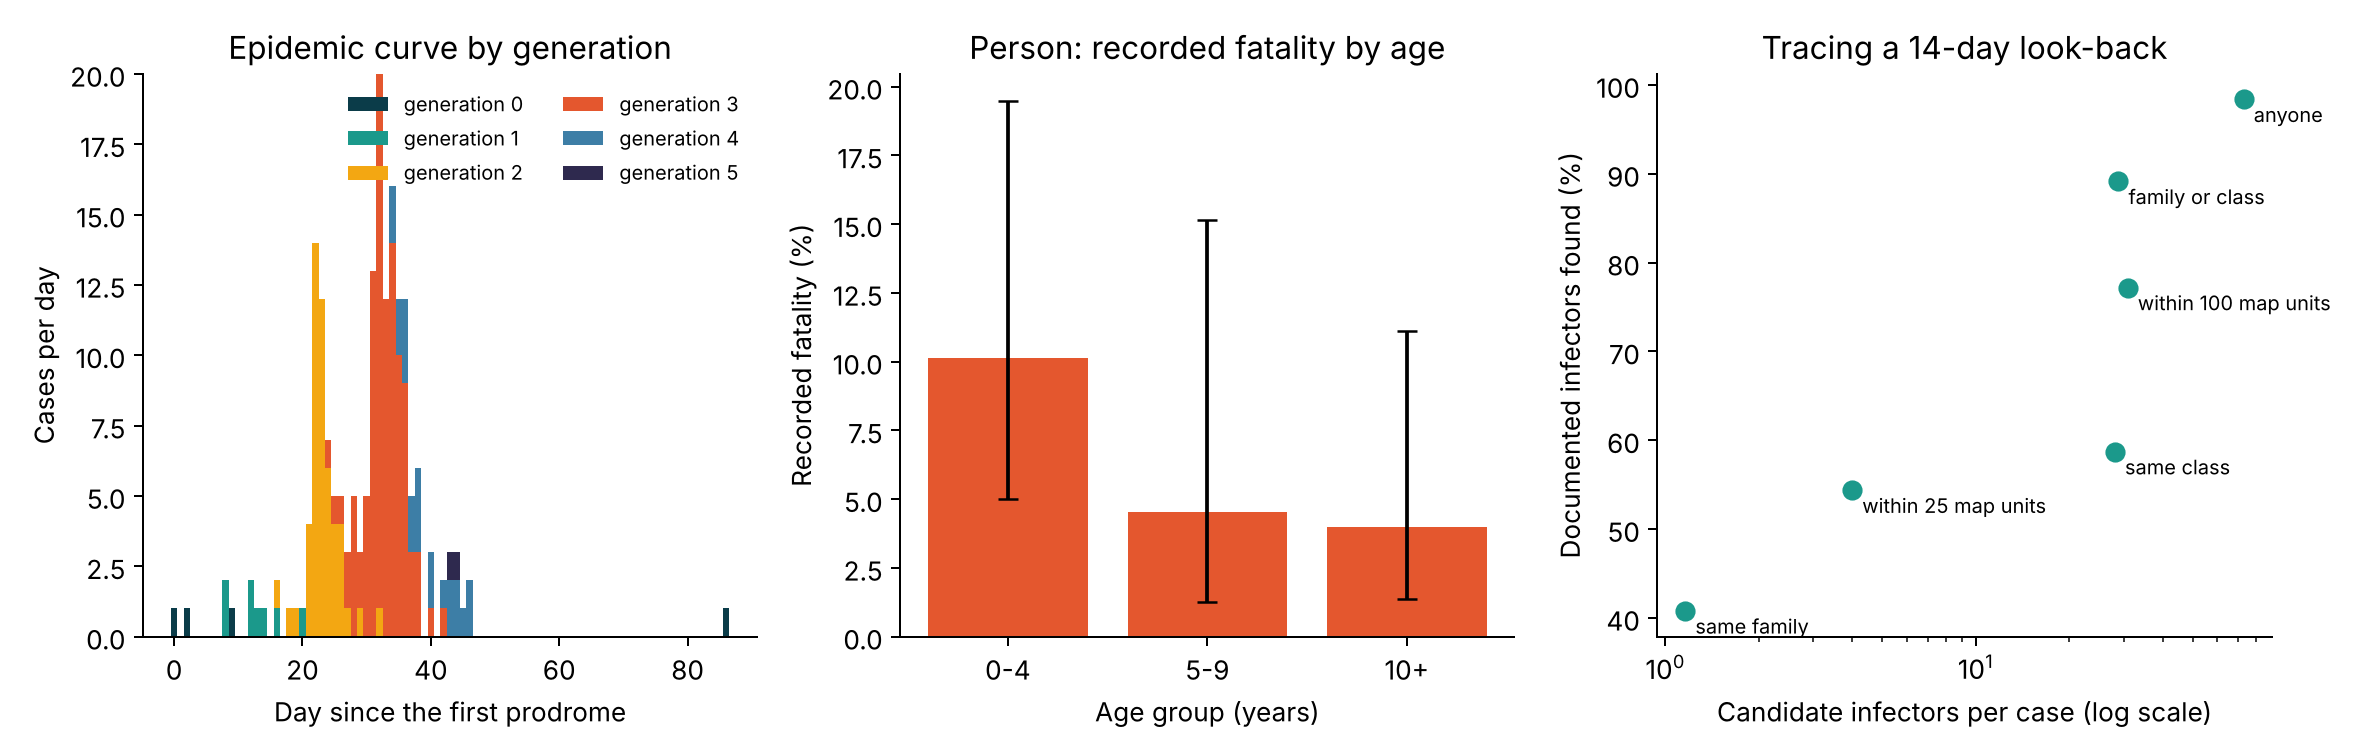 Epidemic curve by generation
20.0
17.5
15.0
12.5
10.0
7.5
5.0
2.5
0.0
Cases per day
generation 0
generation 1
generation 2
generation 3
generation 4
generation 5
0
20
40
60
80
Day since the first prodrome
Person: recorded fatality by age
20.0
17.5
15.0
12.5
10.0
7.5
5.0
2.5
0.0
Recorded fatality (%)
0-4
5-9
10+
Age group (years)
Tracing a 14-day look-back
100
90
80
70
60
50
40
Documented infectors found (%)
anyone
family or class
within 100 map units
same class
within 25 map units
same family
10⁰
10¹
Candidate infectors per case (log scale)